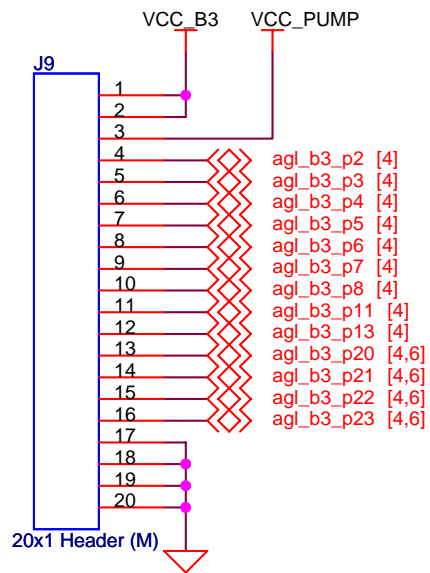 VCC_B3 VCC_PUMP
J9
1
2
3
4 agl_b3_p2 [4]
5 agl_b3_p3 [4]
6 agl_b3_p4 [4]
7 agl_b3_p5 [4]
8 agl_b3_p6 [4]
9 agl_b3_p7 [4]
10 agl_b3_p8 [4]
11 agl_b3_p11 [4]
12 agl_b3_p13 [4]
13 agl_b3_p20 [4,6]
14 agl_b3_p21 [4,6]
15 agl_b3_p22 [4,6]
16 agl_b3_p23 [4,6]
17
18
19
20
20x1 Header (M)